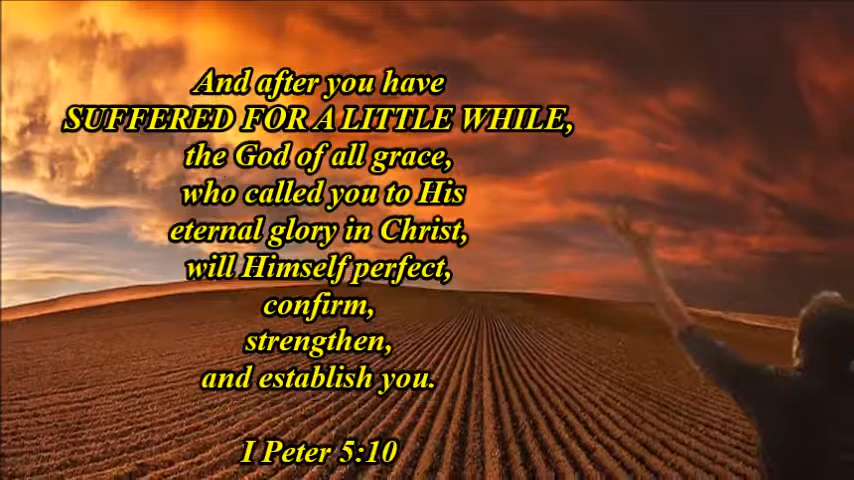 And after you have
SUFFERED FOR A LITTLE WHILE,
the God of all grace,
who called you to His
eternal glory in Christ,
will Himself perfect,
confirm,
strengthen,
and establish you.
I Peter 5:10